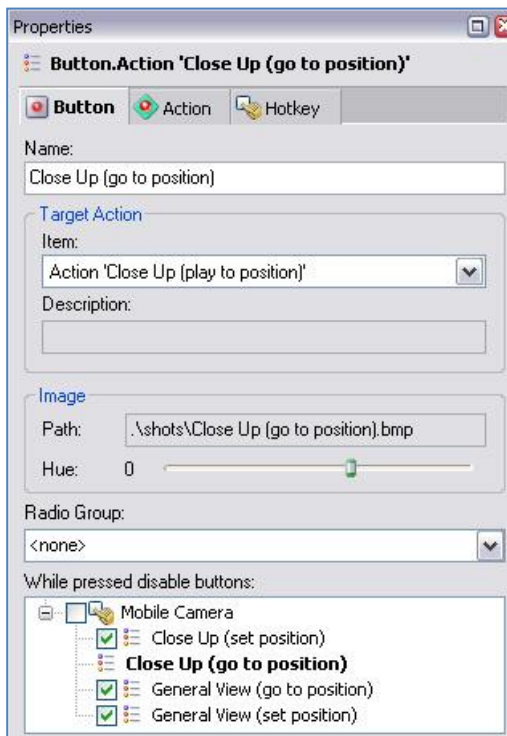 Properties
Button.Action 'Close Up (go to position)'
Button Action Hotkey
Name:
Close Up (go to position)
Target Action
Item:
Action 'Close Up (play to position)'
Description:
Image
Path: .\shots\Close Up (go to position).bmp
Hue: 0
Radio Group:
<none>
While pressed disable buttons:
Mobile Camera
Close Up (set position)
Close Up (go to position)
General View (go to position)
General View (set position)